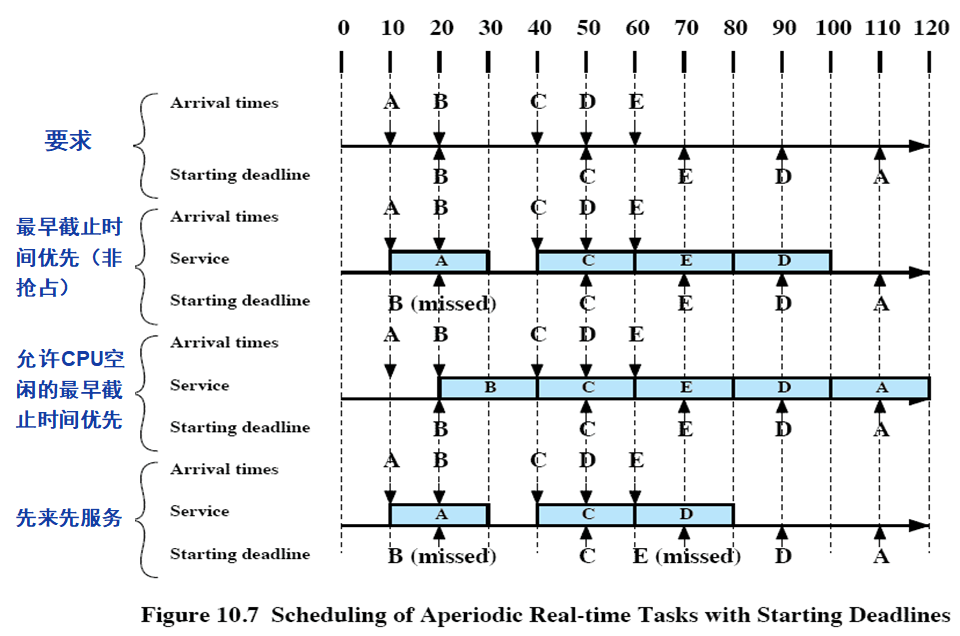 0 10 20 30 40 50 60 70 80 90 100 110 120
Arrival times A B C D E
要求
Starting deadline B C E D A
Arrival times A B C D E
最早截止时间优先（非抢占）
Service A C E D
Starting deadline B (missed) C E D A
Arrival times A B C D E
允许CPU空闲的最早截止时间优先
Service B C E D A
Starting deadline B C E D A
Arrival times A B C D E
先来先服务
Service A C D
Starting deadline B (missed) C E (missed) D A
Figure 10.7 Scheduling of Aperiodic Real-time Tasks with Starting Deadlines